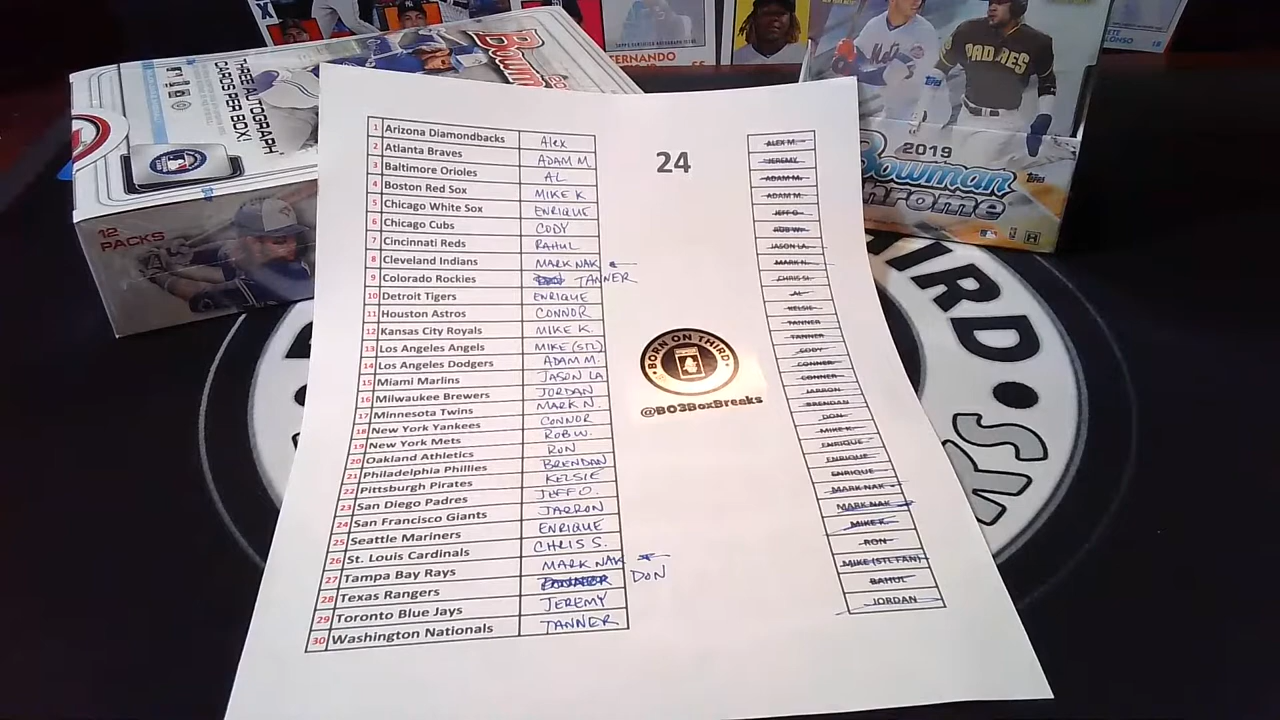 THREE AUTOGRAPH
CARDS PER BOX!
12
PACKS
FERNANDO
PADRES
Mets
2019
Bowman
Chrome
topps
24
1 Arizona Diamondbacks Alex
2 Atlanta Braves ADAM M.
3 Baltimore Orioles AL
4 Boston Red Sox MIKE K
5 Chicago White Sox ENRIQUE
6 Chicago Cubs CODY
7 Cincinnati Reds RAHUL
8 Cleveland Indians MARK NAK
9 Colorado Rockies TANNER
10 Detroit Tigers ENRIQUE
11 Houston Astros CONNOR
12 Kansas City Royals MIKE K.
13 Los Angeles Angels MIKE (STL)
14 Los Angeles Dodgers ADAM M.
15 Miami Marlins JASON LA
16 Milwaukee Brewers JORDAN
17 Minnesota Twins MARK N.
18 New York Yankees CONNOR
19 New York Mets ROB W.
20 Oakland Athletics RON
21 Philadelphia Phillies BRENDAN
22 Pittsburgh Pirates KELSIE
23 San Diego Padres JEFF O.
24 San Francisco Giants JARRON
25 Seattle Mariners ENRIQUE
26 St. Louis Cardinals CHRIS S.
27 Tampa Bay Rays MARK NAK
28 Texas Rangers DON
29 Toronto Blue Jays JEREMY
30 Washington Nationals TANNER
BORN ON THIRD
@BO3BoxBreaks
ALEX M.
JEREMY
ADAM M.
ADAM M.
JEFF O.
ROB W.
JASON LA.
MARK N.
CHRIS S.
AL
KELSIE
TANNER
TANNER
CODY
CONNER
CONNER
JARRON
BRENDAN
DON
MIKE K.
ENRIQUE
ENRIQUE
ENRIQUE
MARK NAK
MARK NAK
MIKE K.
RON
MIKE (STL FAN)
RAHUL
JORDAN